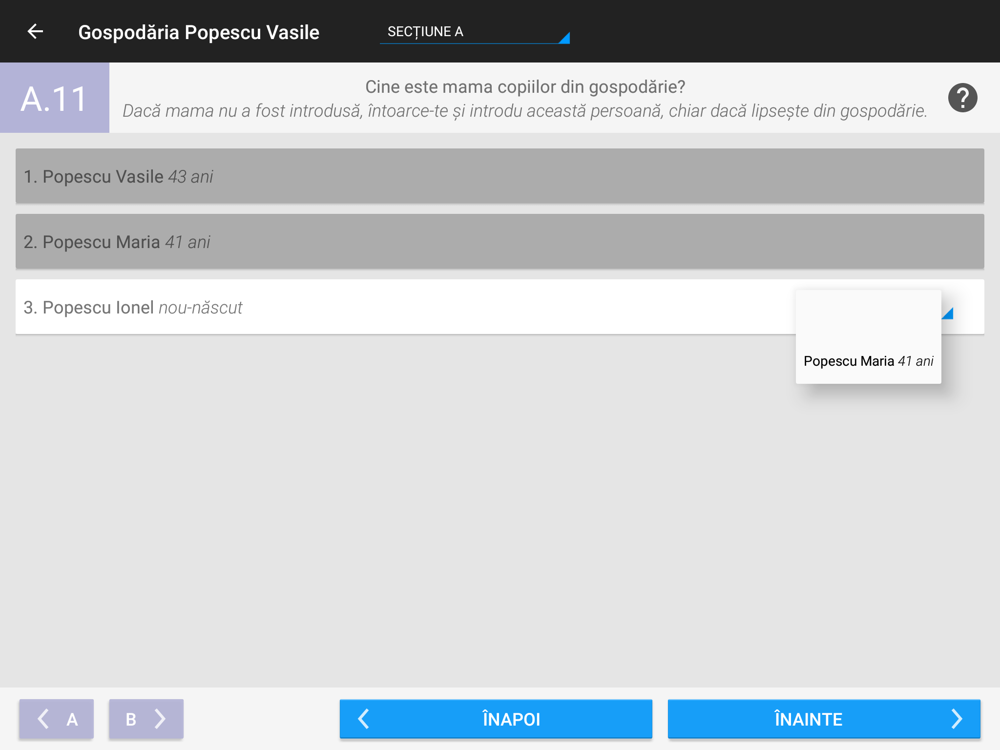 Gospodăria Popescu Vasile
SECȚIUNE A
A.11
Cine este mama copiilor din gospodărie?
Dacă mama nu a fost introdusă, întoarce-te și introdu această persoană, chiar dacă lipsește din gospodărie.
1. Popescu Vasile 43 ani
2. Popescu Maria 41 ani
3. Popescu Ionel nou-născut
Popescu Maria 41 ani
A
B
ÎNAPOI
ÎNAINTE